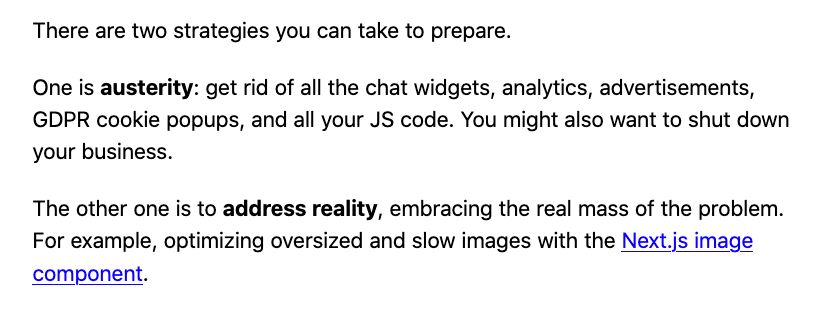 There are two strategies you can take to prepare.
One is austerity: get rid of all the chat widgets, analytics, advertisements,
GDPR cookie popups, and all your JS code. You might also want to shut down
your business.
The other one is to address reality, embracing the real mass of the problem.
For example, optimizing oversized and slow images with the Next.js image
component.